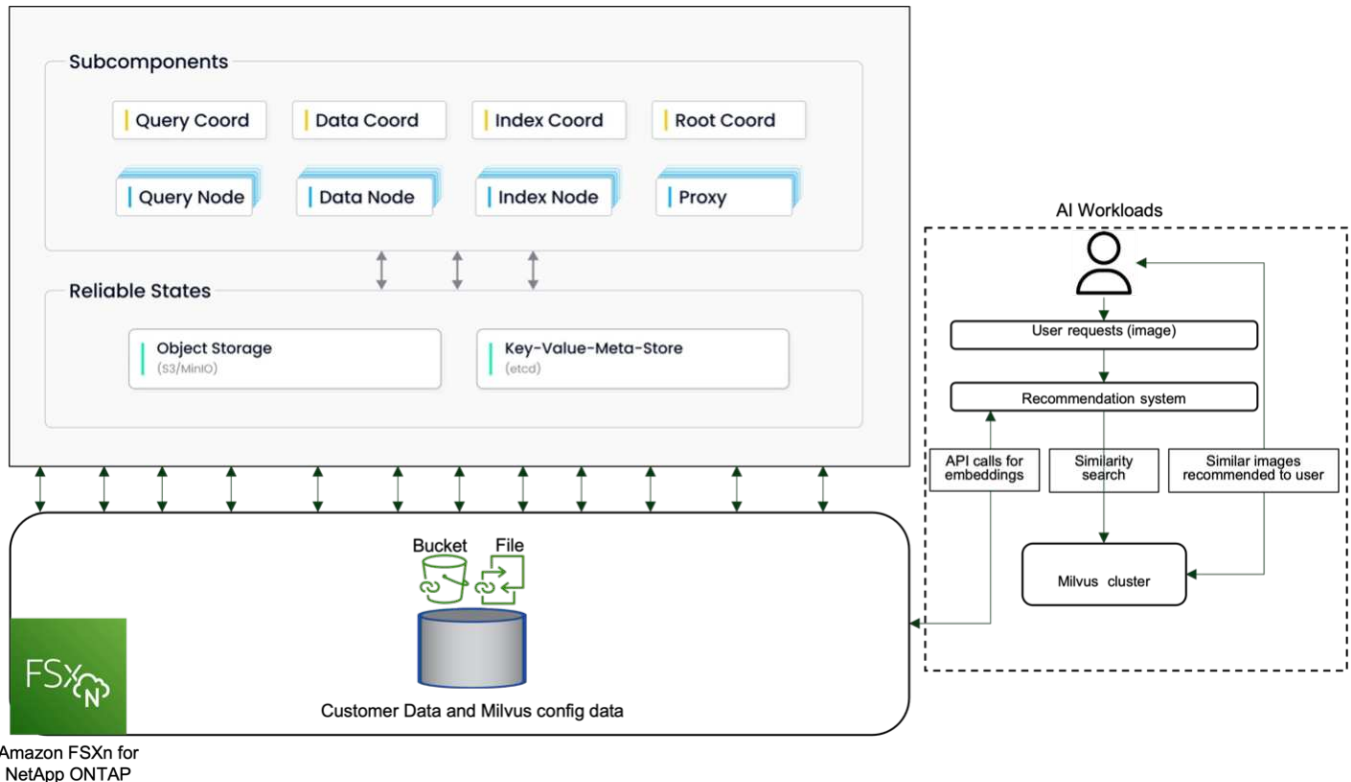 Subcomponents
Query Coord
Data Coord
Index Coord
Root Coord
Query Node
Data Node
Index Node
Proxy
Reliable States
Object Storage
(S3/MinIO)
Key-Value-Meta-Store
(etcd)
Bucket
File
Customer Data and Milvus config data
FSx
N
Amazon FSXn for
NetApp ONTAP
AI Workloads
User requests (image)
Recommendation system
API calls for
embeddings
Similarity
search
Similar images
recommended to user
Milvus cluster